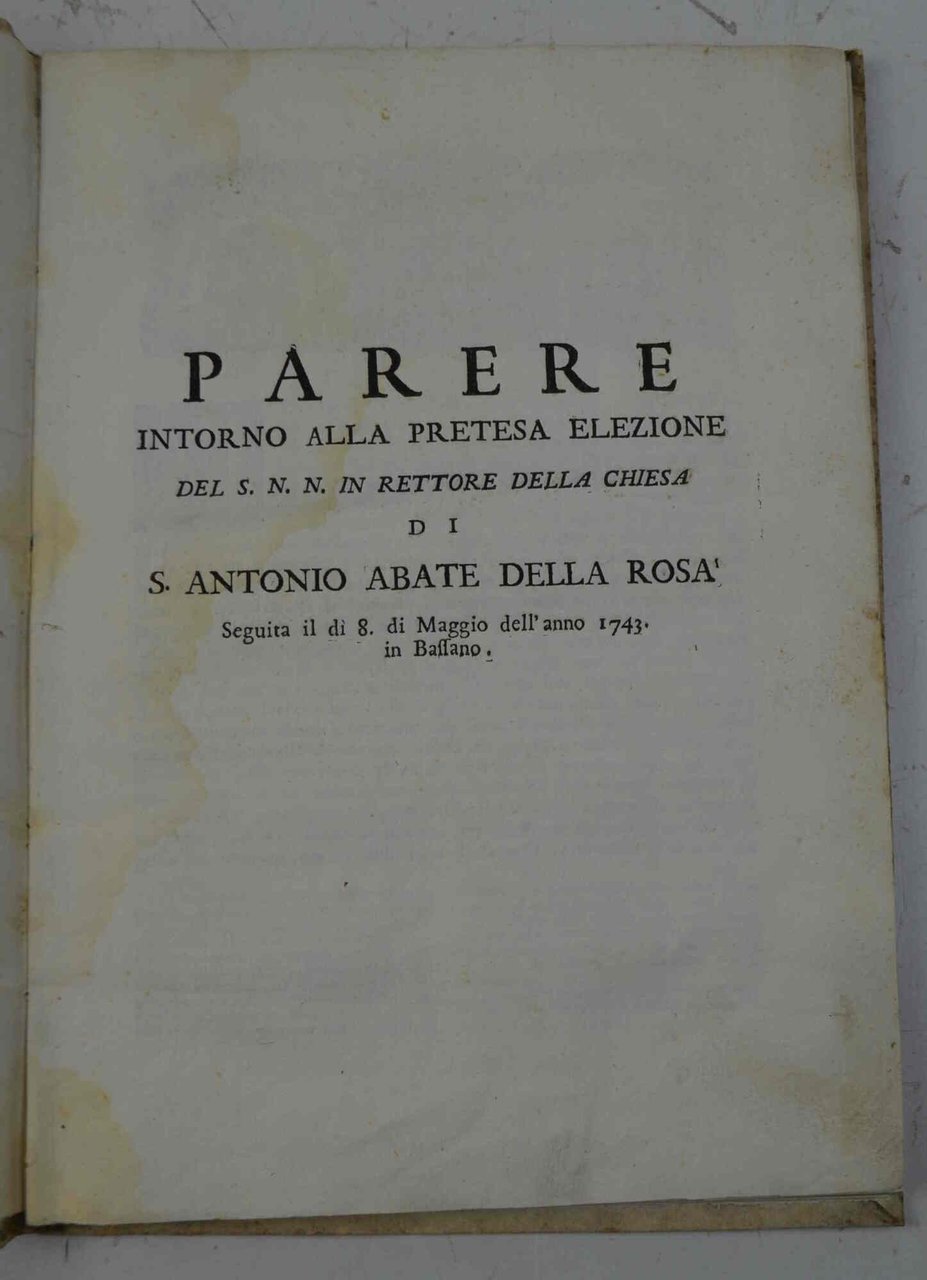 PARERE
INTORNO ALLA PRETESA ELEZIONE
DEL S. N. N. IN RETTORE DELLA CHIESA
DI
S. ANTONIO ABATE DELLA ROSA'
Seguita il dì 8. di Maggio dell'anno 1743.
in Baſſano.